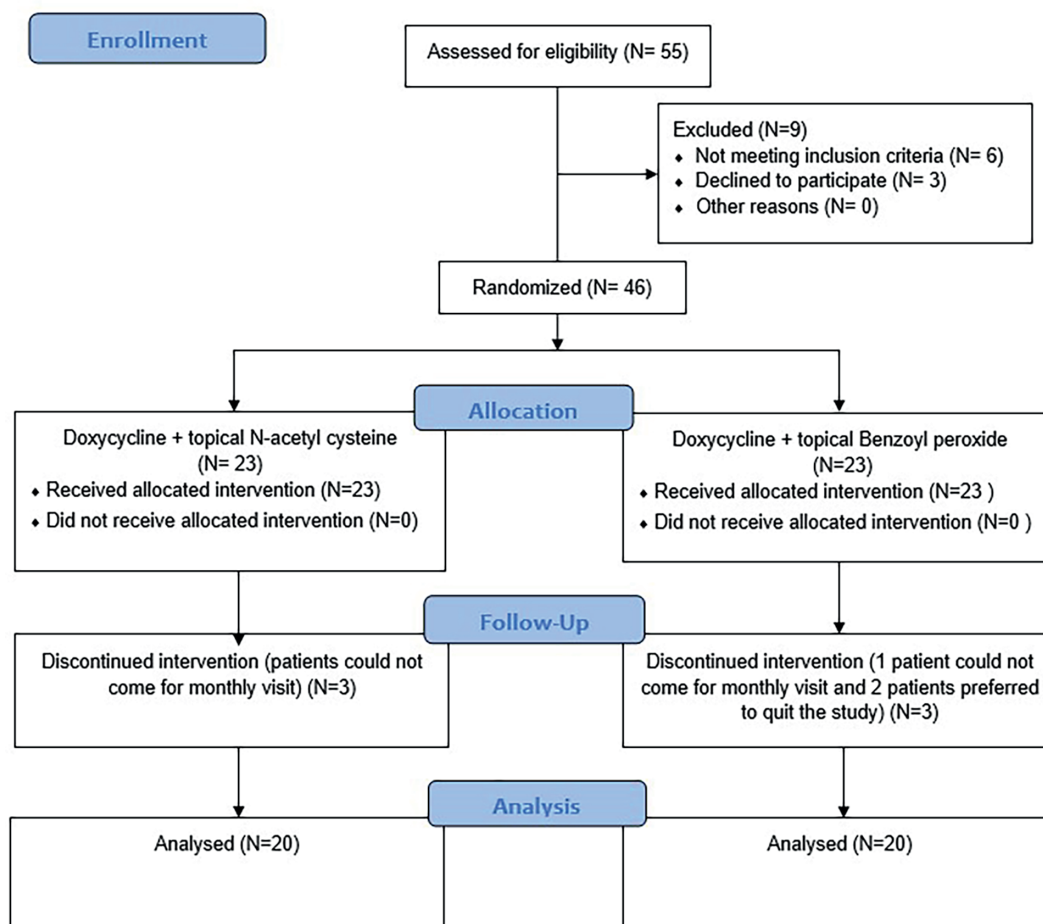 Enrollment
Assessed for eligibility (N= 55)
Excluded (N=9)
♦ Not meeting inclusion criteria (N= 6)
♦ Declined to participate (N= 3)
♦ Other reasons (N= 0)
Randomized (N= 46)
Allocation
Doxycycline + topical N-acetyl cysteine
(N= 23)
♦ Received allocated intervention (N=23)
♦ Did not receive allocated intervention (N=0)
Doxycycline + topical Benzoyl peroxide
(N=23)
♦ Received allocated intervention (N=23 )
♦ Did not receive allocated intervention (N=0 )
Follow-Up
Discontinued intervention (patients could not
come for monthly visit) (N=3)
Discontinued intervention (1 patient could not
come for monthly visit and 2 patients preferred
to quit the study) (N=3)
Analysis
Analysed (N=20)
Analysed (N=20)